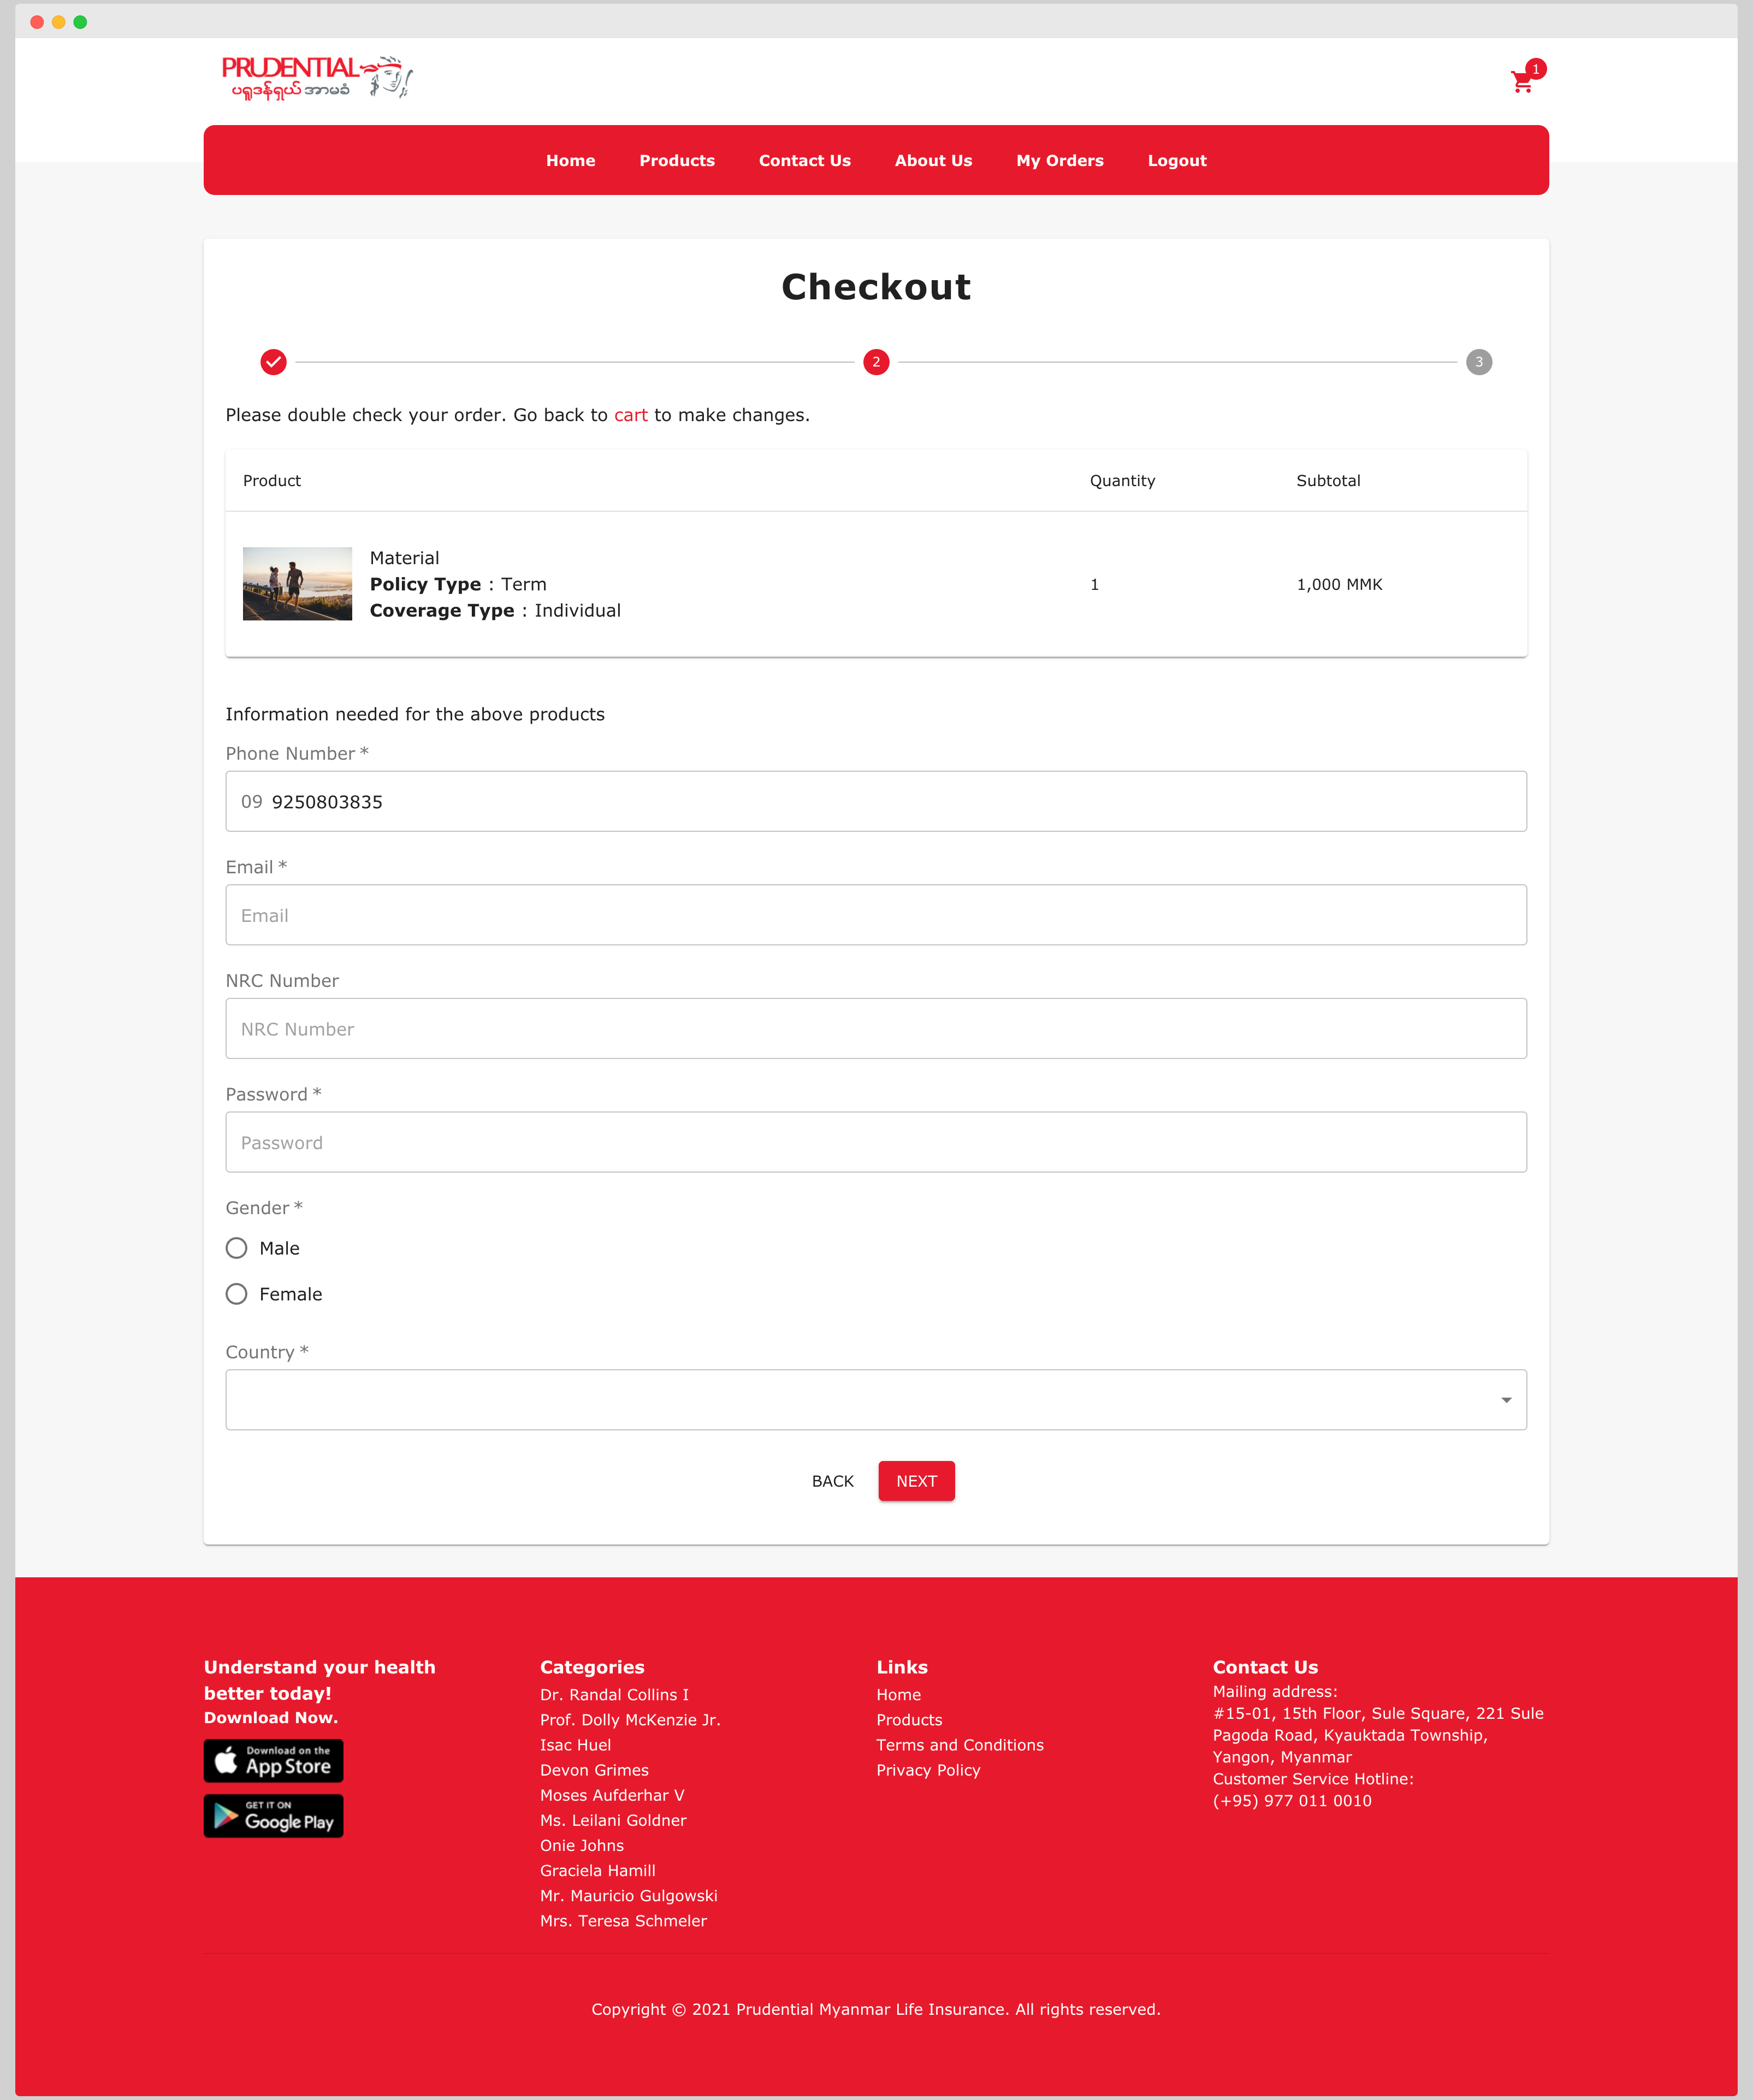 PRUDENTIAL
ပရူဒန်ရှယ် အာမခံ
1
Home Products Contact Us About Us My Orders Logout
Checkout
2 3
Please double check your order. Go back to cart to make changes.
Product Quantity Subtotal
Material
Policy Type : Term
Coverage Type : Individual
1 1,000 MMK
Information needed for the above products
Phone Number *
09 9250803835
Email *
Email
NRC Number
NRC Number
Password *
Password
Gender *
Male
Female
Country *
BACK NEXT
Understand your health
better today!
Download Now.
Download on the
App Store
GET IT ON
Google Play
Categories
Dr. Randal Collins I
Prof. Dolly McKenzie Jr.
Isac Huel
Devon Grimes
Moses Aufderhar V
Ms. Leilani Goldner
Onie Johns
Graciela Hamill
Mr. Mauricio Gulgowski
Mrs. Teresa Schmeler
Links
Home
Products
Terms and Conditions
Privacy Policy
Contact Us
Mailing address:
#15-01, 15th Floor, Sule Square, 221 Sule
Pagoda Road, Kyauktada Township,
Yangon, Myanmar
Customer Service Hotline:
(+95) 977 011 0010
Copyright © 2021 Prudential Myanmar Life Insurance. All rights reserved.